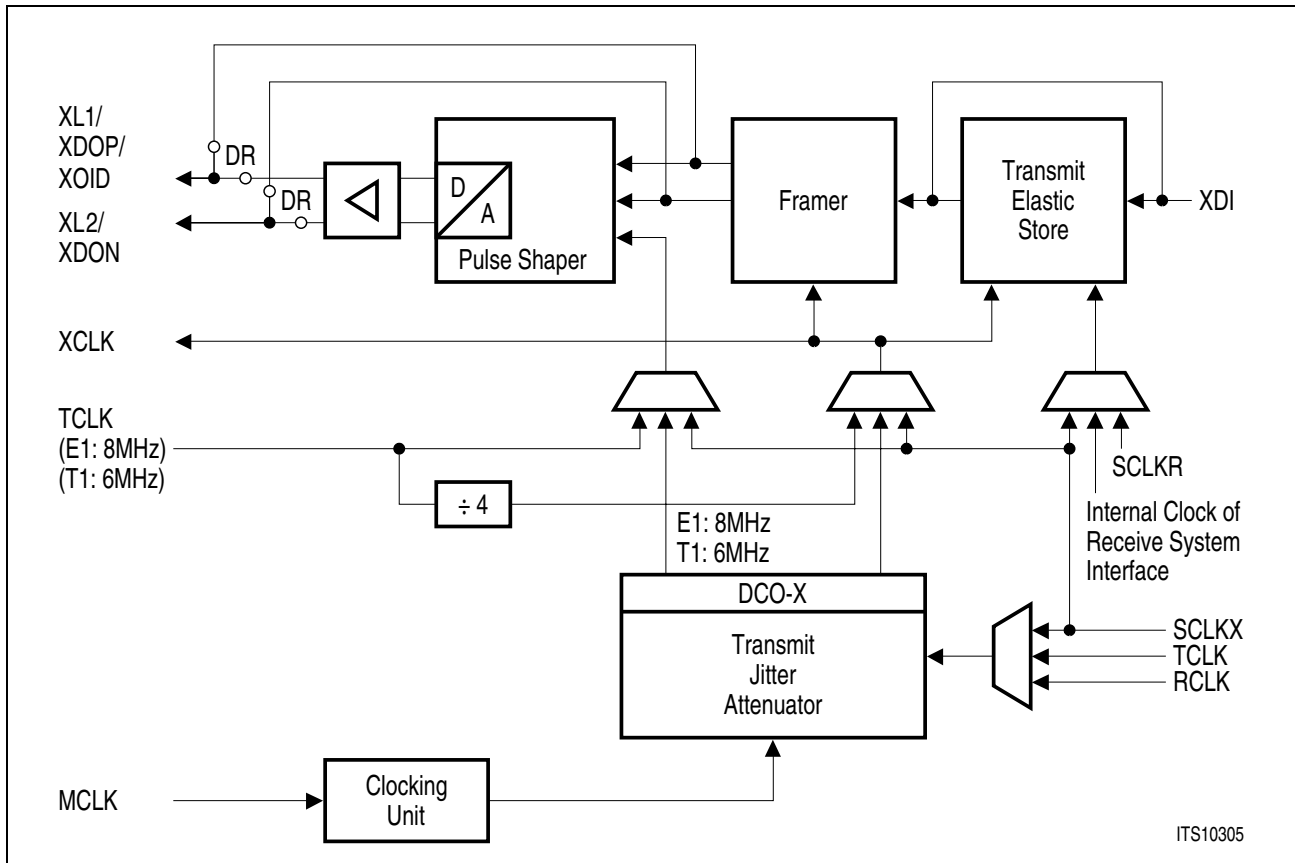 XL1/
XDOP/
XOID
DR
XL2/
XDON
DR
D
A
Pulse Shaper
Framer
Transmit
Elastic
Store
XDI
XCLK
TCLK
(E1: 8MHz)
(T1: 6MHz)
÷ 4
E1: 8MHz
T1: 6MHz
SCLKR
Internal Clock of
Receive System
Interface
DCO-X
Transmit
Jitter
Attenuator
SCLKX
TCLK
RCLK
MCLK
Clocking
Unit
ITS10305